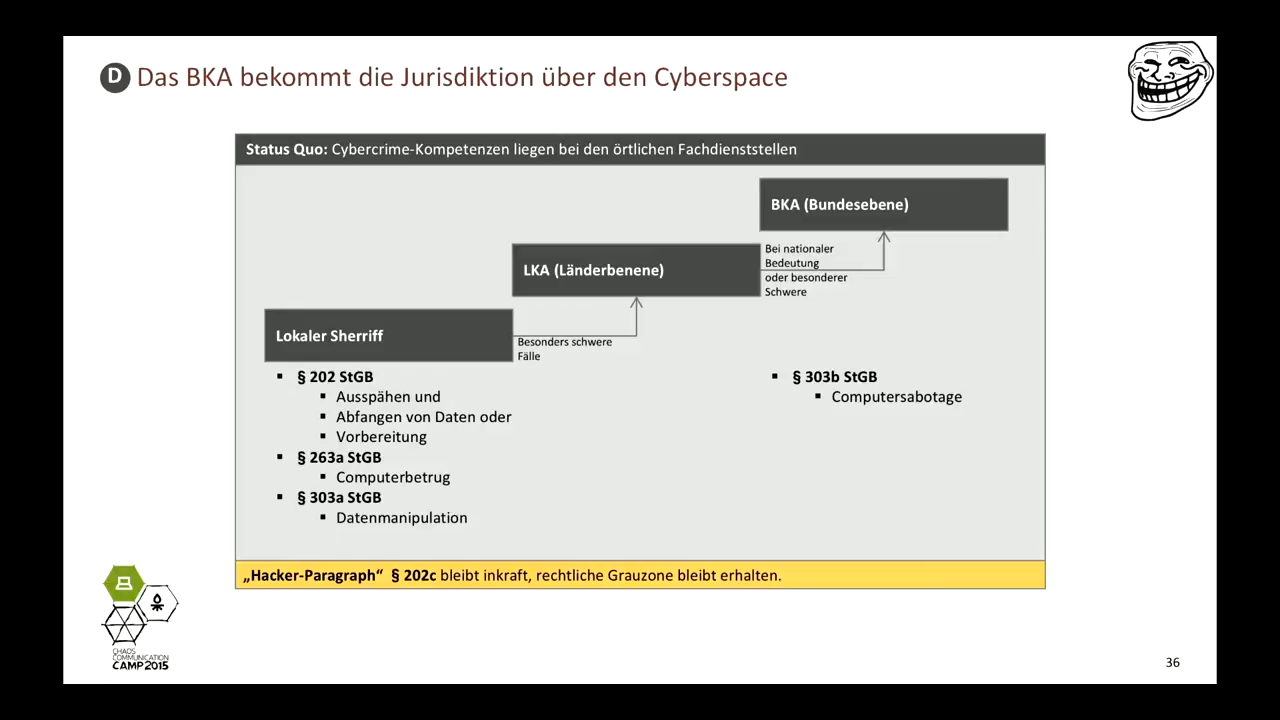 D Das BKA bekommt die Jurisdiktion über den Cyberspace
Status Quo: Cybercrime-Kompetenzen liegen bei den örtlichen Fachdienststellen
BKA (Bundesebene)
Bei nationaler
Bedeutung
oder besonderer
Schwere
LKA (Länderbenene)
Lokaler Sherriff
Besonders schwere
Fälle
▪ § 202 StGB
▪ Ausspähen und
▪ Abfangen von Daten oder
▪ Vorbereitung
▪ § 263a StGB
▪ Computerbetrug
▪ § 303a StGB
▪ Datenmanipulation
▪ § 303b StGB
▪ Computersabotage
„Hacker-Paragraph“ § 202c bleibt inkraft, rechtliche Grauzone bleibt erhalten.
CHAOS
COMMUNICATION
CAMP 2015
36